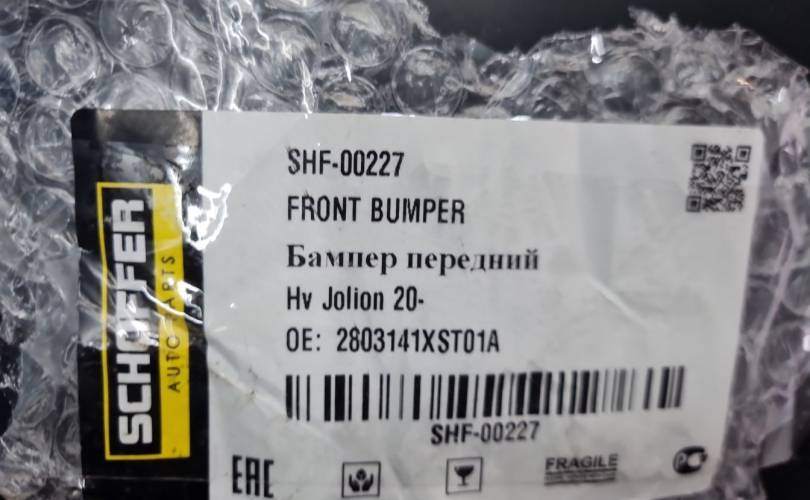 SCHOFFER
AUTO-PARTS
SHF-00227
FRONT BUMPER
Бампер передний
Hv Jolion 20-
OE: 2803141XST01A
SHF-00227
EAC
FRAGILE